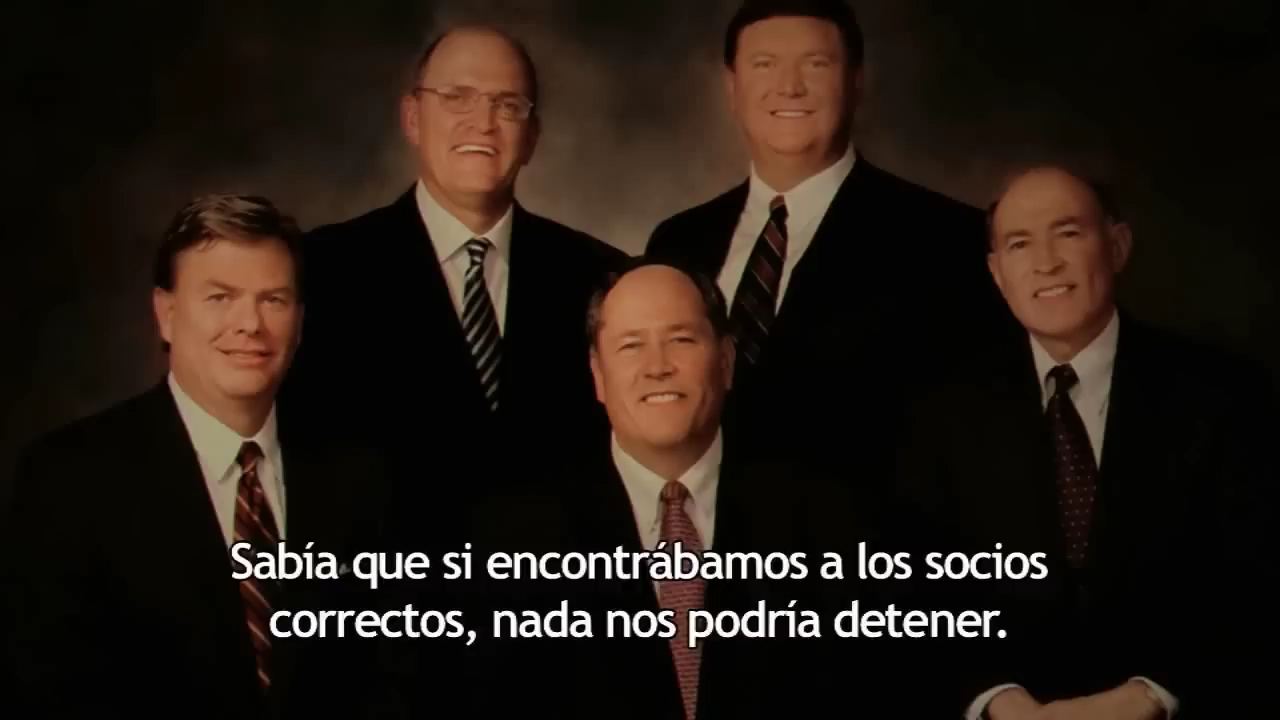 Sabía que si encontrábamos a los socios
correctos, nada nos podría detener.